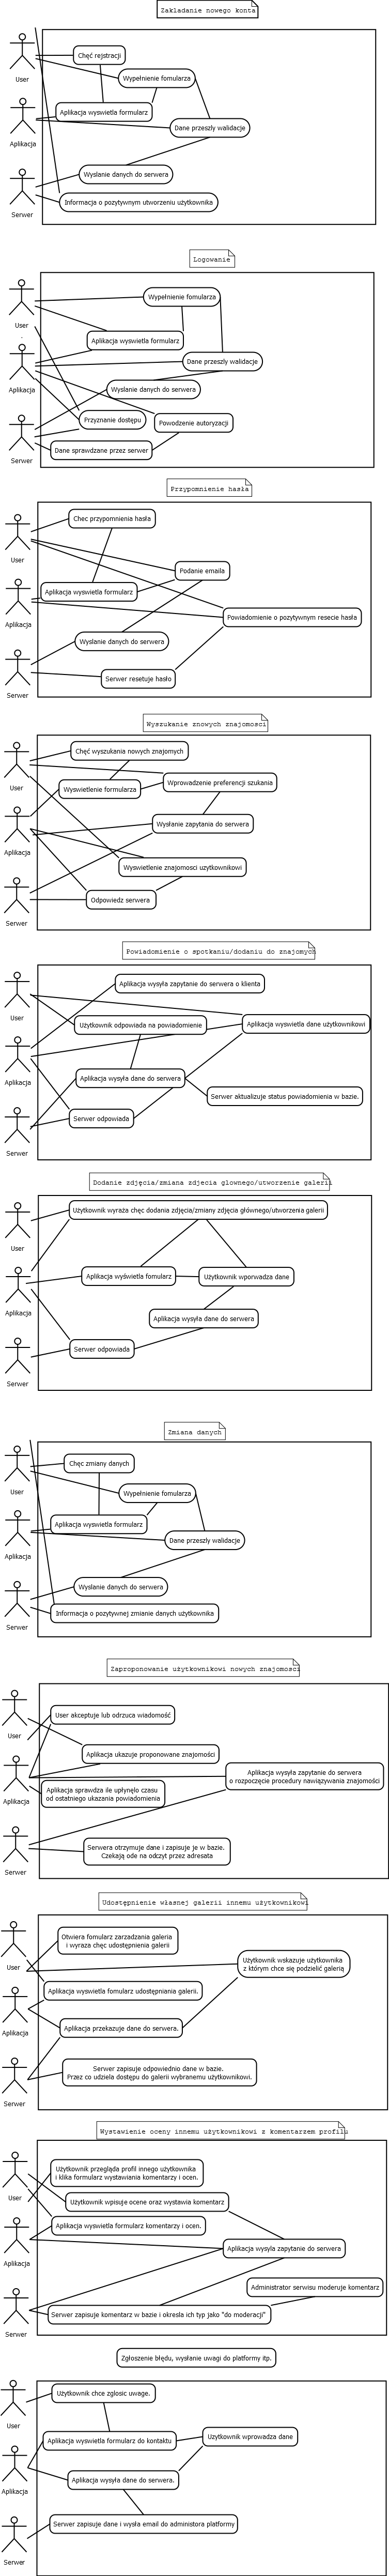 Zakladanie nowego konta
Chęć rejstracji
Wypełnienie fomularza
User
Aplikacja wyswietla formularz
Dane przeszły walidacje
Aplikacja
Wyslanie danych do serwera
Informacja o pozytywnym utworzeniu użytkownika
Serwer
Logowanie
Wypełnienie fomularza
User
Aplikacja wyswietla formularz
Dane przeszly walidacje
Aplikacja
Wysłanie danych do serwera
Przyznanie dostępu
Powodzenie autoryzacji
Dane sprawdzane przez serwer
Serwer
Przypomnienie hasła
Chec przypomnienia hasła
User
Podanie emaila
Aplikacja wyswietla formularz
Powiadomienie o pozytywnym resecie hasła
Aplikacja
Wyslanie danych do serwera
Serwer resetuje hasło
Serwer
Wyszukanie znowych znajomosci
Chęć wyszukania nowych znajomych
User
Wyswietlenie formularza
Wprowadzenie preferencji szukania
Wysłanie zapytania do serwera
Aplikacja
Wyswietlenie znajomosci uzytkownikowi
Odpowiedz serwera
Serwer
Powiadomienie o spotkaniu/dodaniu do znajomych
Aplikacja wysyła zapytanie do serwera o klienta
User
Użytkownik odpowiada na powiadomienie
Aplikacja wyswietla dane użytkownikowi
Aplikacja wysyła dane do serwera
Aplikacja
Serwer aktualizuje status powiadomienia w bazie.
Serwer odpowiada
Serwer
Dodanie zdjęcia/zmiana zdjecia glownego/utworzenie galerii
Użytkownik wyraża chęc dodania zdjęcia/zmiany zdjęcia głównego/utworzenia galerii
User
Aplikacja wyświetla fomularz
Użytkownik wporwadza dane
Aplikacja
Aplikacja wysyła dane do serwera
Serwer odpowiada
Serwer
Zmiana danych
Chęc zmiany danych
User
Wypełnienie fomularza
Aplikacja wyswietla formularz
Dane przeszły walidacje
Aplikacja
Wysłanie danych do serwera
Informacja o pozytywnej zmianie danych użytkownika
Serwer
Zaproponowanie użytkownikowi nowych znajomosci
User akceptuje lub odrzuca wiadomość
User
Aplikacja ukazuje proponowane znajomości
Aplikacja wysyła zapytanie do serwera
o rozpoczęcie procedury nawiązywania znajomości
Aplikacja sprawdza ile upłynęło czasu
od ostatniego ukazania powiadomienia
Aplikacja
Serwera otrzymuje dane i zapisuje je w bazie.
Czekają ode na odczyt przez adresata
Serwer
Udostępnienie własnej galerii innemu użytkownikowi
Otwiera fomularz zarzadzania galeria
i wyraza chęc udostępnienia galerii
Użytkownik wskazuje użytkownika
z którym chce się podzielić galerią
User
Aplikacja wyswietla fomularz udostępniania galerii.
Aplikacja przekazuje dane do serwera.
Aplikacja
Serwer zapisuje odpowiednio dane w bazie.
Przez co udziela dostępu do galerii wybranemu użytkownikowi.
Serwer
Wystawienie oceny innemu użytkownikowi z komentarzem profilu
Użytkownik przegląda profil innego użytkownika
i klika formularz wystawiania komentarzy i ocen.
User
Użytkownik wpisuje ocene oraz wystawia komentarz
Aplikacja wyswietla formularz komentarzy i ocen.
Aplikacja wysyla zapytanie do serwera
Aplikacja
Administrator serwisu moderuje komentarz
Serwer zapisuje komentarz w bazie i okresla ich typ jako "do moderacji"
Serwer
Zgłoszenie błędu, wysłanie uwagi do platformy itp.
Użytkownik chce zglosic uwage.
User
Użytkownik wprowadza dane
Aplikacja wyswietla formularz do kontaktu
Aplikacja wysyła dane do serwera.
Aplikacja
Serwer zapisuje dane i wysła email do administora platformy
Serwer